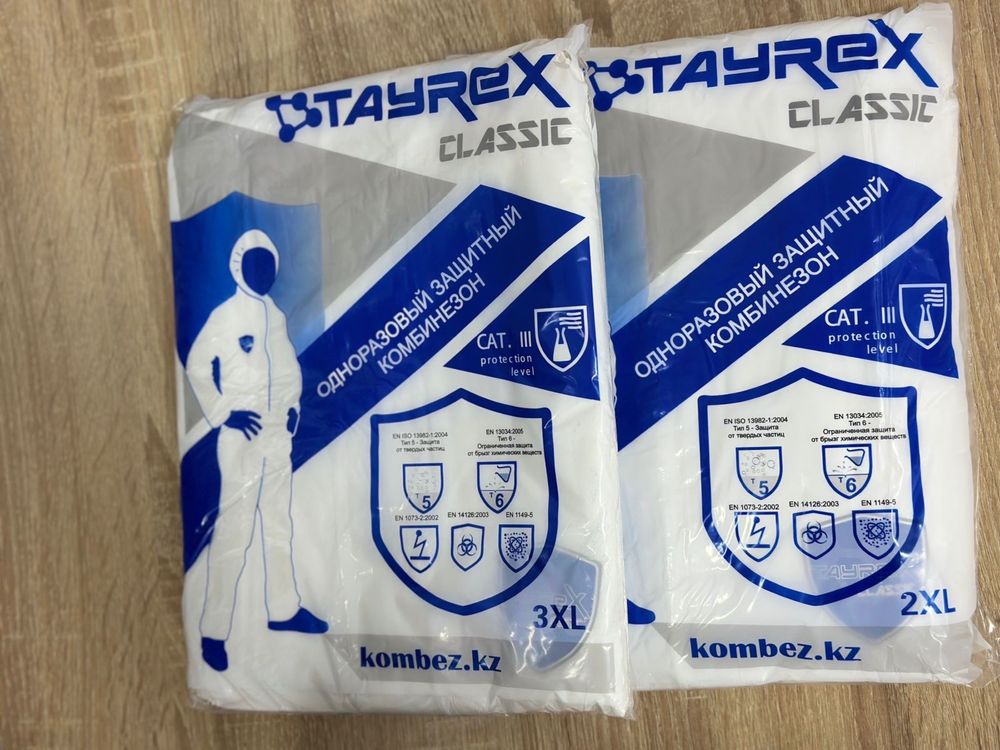 TAYREX
CLASSIC
ОДНОРАЗОВЫЙ ЗАЩИТНЫЙ
КОМБИНЕЗОН
CAT. III
protection
level
EN ISO 13982-1:2004
Тип 5 - Защита
от твердых частиц
EN 13034:2005
Тип 6 -
Ограниченная защита
от брызг химических веществ
T 5
T 6
EN 1073-2:2002
EN 14126:2003
EN 1149-5
3XL
kombez.kz
TAYREX
CLASSIC
ОДНОРАЗОВЫЙ ЗАЩИТНЫЙ
КОМБИНЕЗОН
CAT. III
protection
level
EN ISO 13982-1:2004
Тип 5 - Защита
от твердых частиц
EN 13034:2005
Тип 6 -
Ограниченная защита
от брызг химических веществ
T 5
T 6
EN 1073-2:2002
EN 14126:2003
EN 1149-5
2XL
kombez.kz